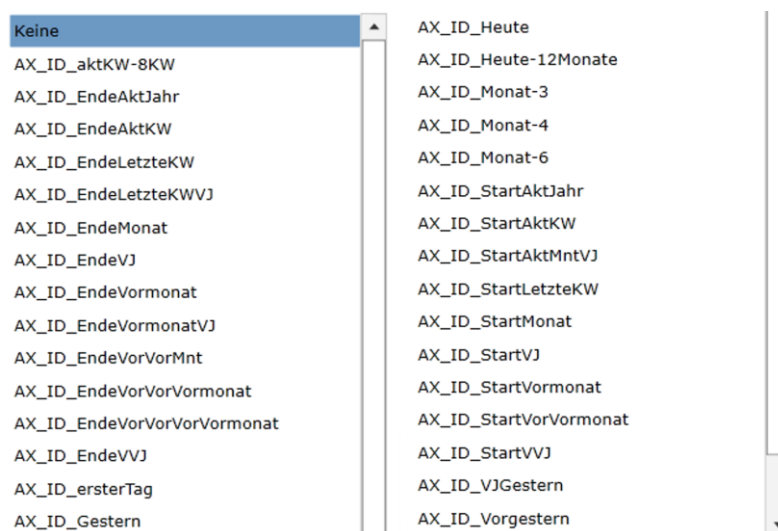 Keine
AX_ID_aktKW-8KW
AX_ID_EndeAktJahr
AX_ID_EndeAktKW
AX_ID_EndeLetzteKW
AX_ID_EndeLetzteKWVJ
AX_ID_EndeMonat
AX_ID_EndeVJ
AX_ID_EndeVormonat
AX_ID_EndeVormonatVJ
AX_ID_EndeVorVorMnt
AX_ID_EndeVorVorVormonat
AX_ID_EndeVorVorVorVormonat
AX_ID_EndeVVJ
AX_ID_ersterTag
AX_ID_Gestern
AX_ID_Heute
AX_ID_Heute-12Monate
AX_ID_Monat-3
AX_ID_Monat-4
AX_ID_Monat-6
AX_ID_StartAktJahr
AX_ID_StartAktKW
AX_ID_StartAktMntVJ
AX_ID_StartLetzteKW
AX_ID_StartMonat
AX_ID_StartVJ
AX_ID_StartVormonat
AX_ID_StartVorVormonat
AX_ID_StartVVJ
AX_ID_VJGestern
AX_ID_Vorgestern